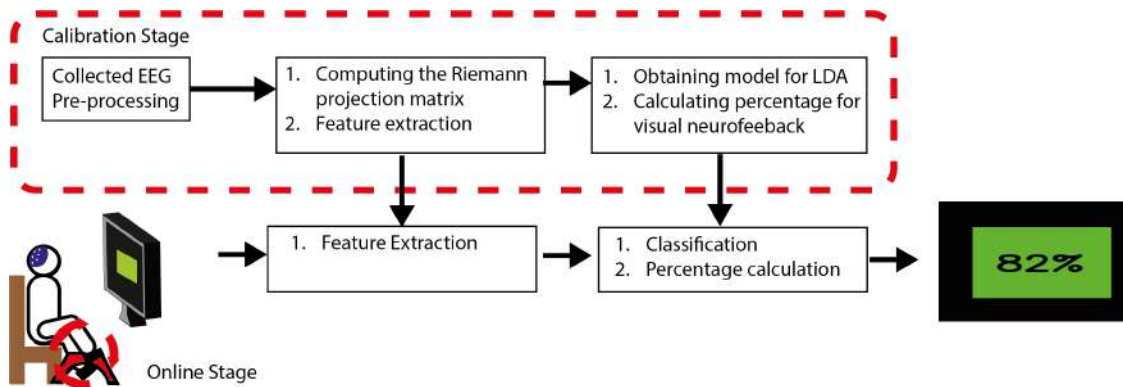 Calibration Stage
Collected EEG
Pre-processing
1. Computing the Riemann
projection matrix
2. Feature extraction
1. Obtaining model for LDA
2. Calculating percentage for
visual neurofeeback
1. Feature Extraction
1. Classification
2. Percentage calculation
82%
Online Stage